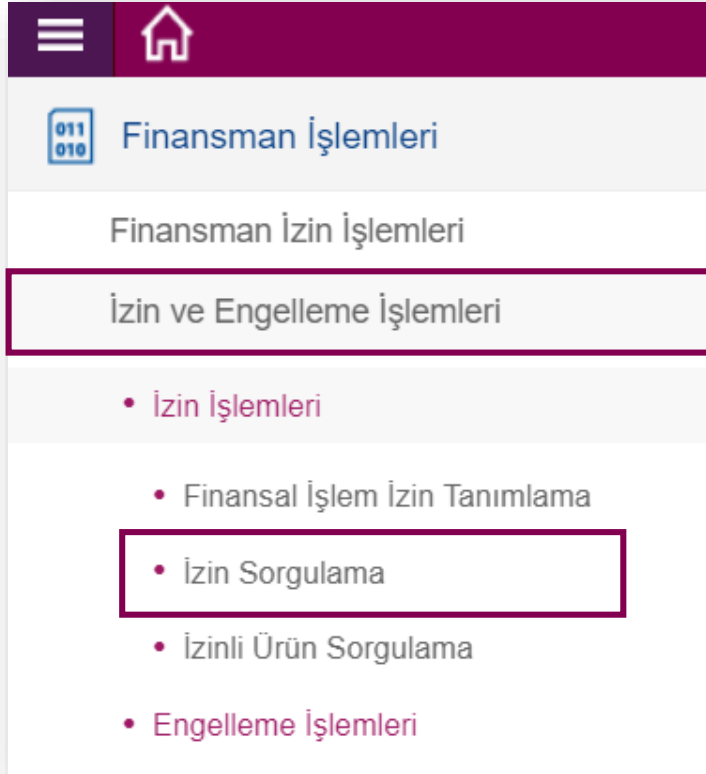 011
010
Finansman İşlemleri
Finansman İzin İşlemleri
İzin ve Engelleme İşlemleri
• İzin İşlemleri
• Finansal İşlem İzin Tanımlama
• İzin Sorgulama
• İzinli Ürün Sorgulama
• Engelleme İşlemleri